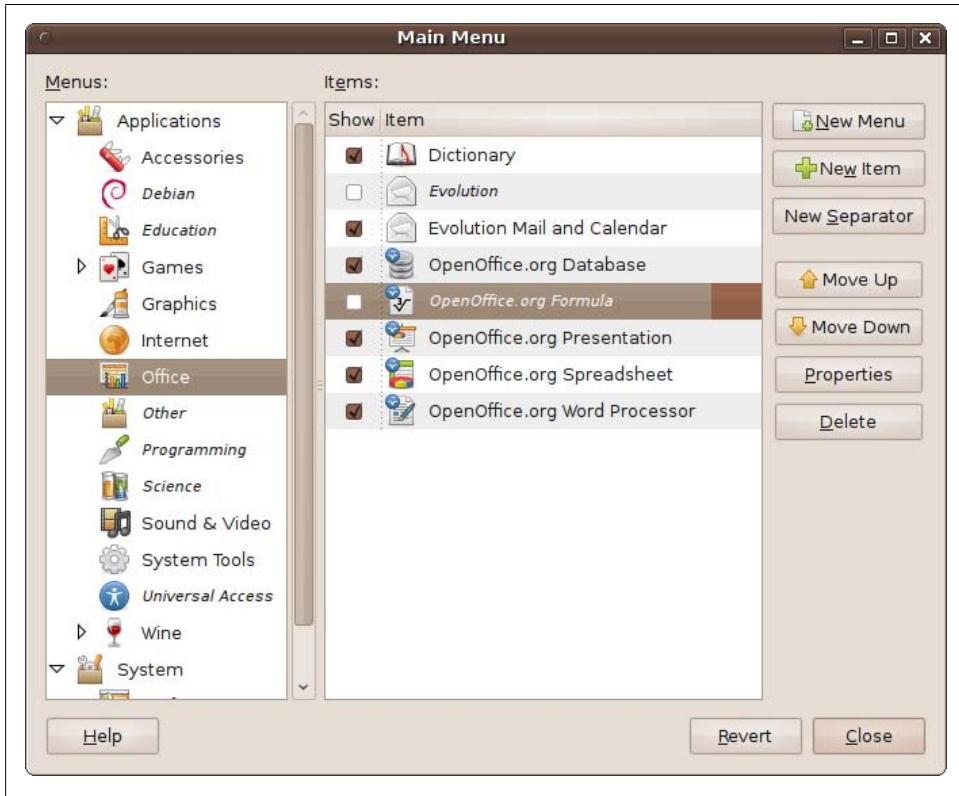 Main Menu
Menus:
Applications
Accessories
Debian
Education
Games
Graphics
Internet
Office
Other
Programming
Science
Sound & Video
System Tools
Universal Access
Wine
System
Items:
Show Item
Dictionary
Evolution
Evolution Mail and Calendar
OpenOffice.org Database
OpenOffice.org Formula
OpenOffice.org Presentation
OpenOffice.org Spreadsheet
OpenOffice.org Word Processor
New Menu
New Item
New Separator
Move Up
Move Down
Properties
Delete
Help
Revert
Close